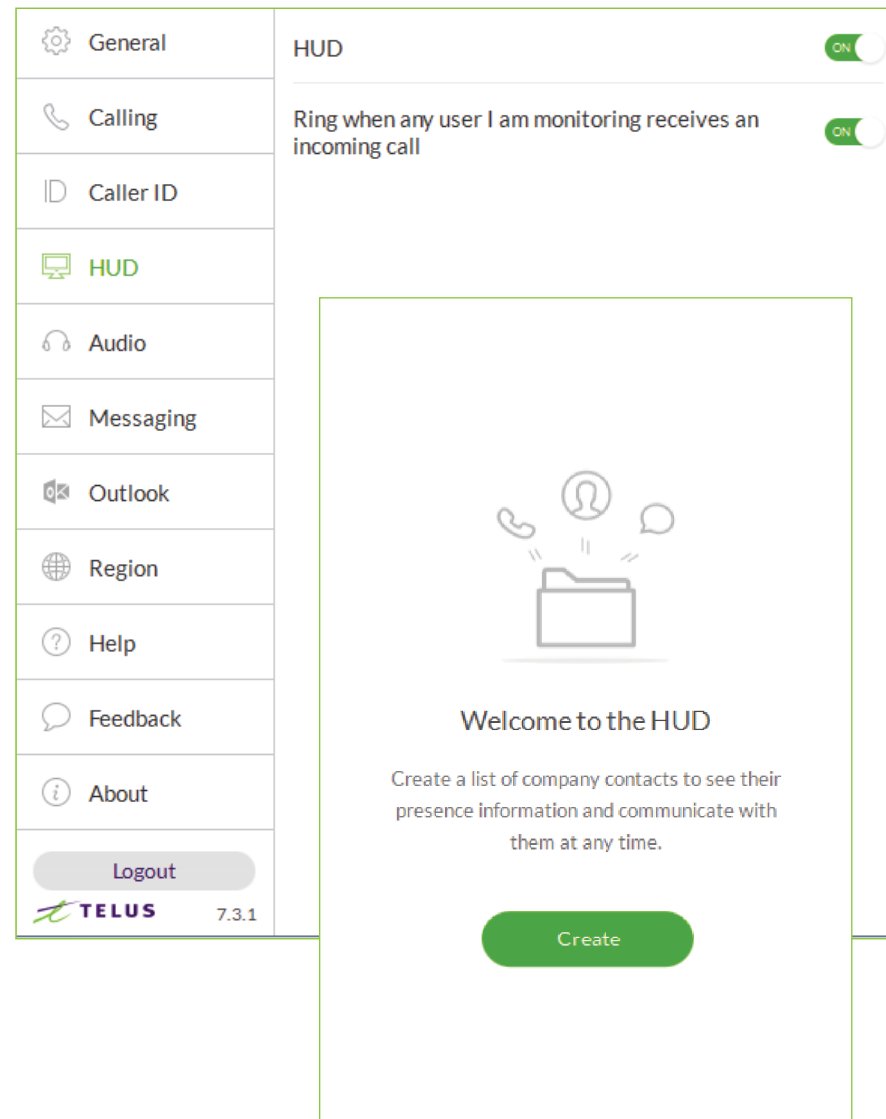 General
Calling
Caller ID
HUD
Audio
Messaging
Outlook
Region
Help
Feedback
About
Logout
TELUS
7.3.1
HUD
ON
Ring when any user I am monitoring receives an
incoming call
ON
Welcome to the HUD
Create a list of company contacts to see their
presence information and communicate with
them at any time.
Create